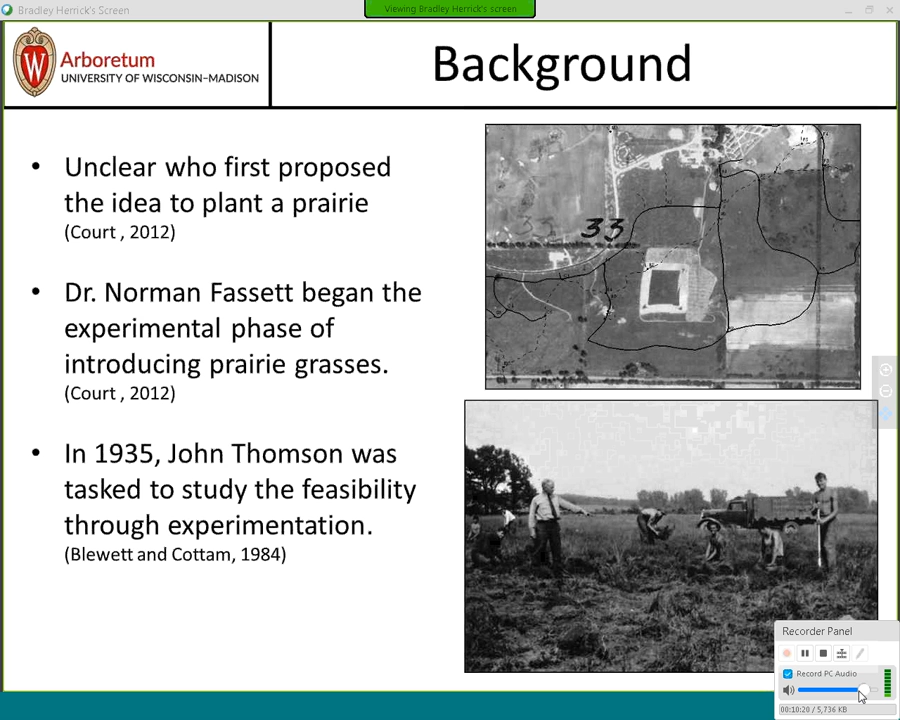 Bradley Herrick's Screen
Viewing Bradley Herrick's screen
W
Arboretum
UNIVERSITY OF WISCONSIN–MADISON
Background
• Unclear who first proposed
the idea to plant a prairie
(Court , 2012)
• Dr. Norman Fassett began the
experimental phase of
introducing prairie grasses.
(Court , 2012)
• In 1935, John Thomson was
tasked to study the feasibility
through experimentation.
(Blewett and Cottam, 1984)
33
33
Recorder Panel
Record PC Audio
00:10:20 / 5,736 KB